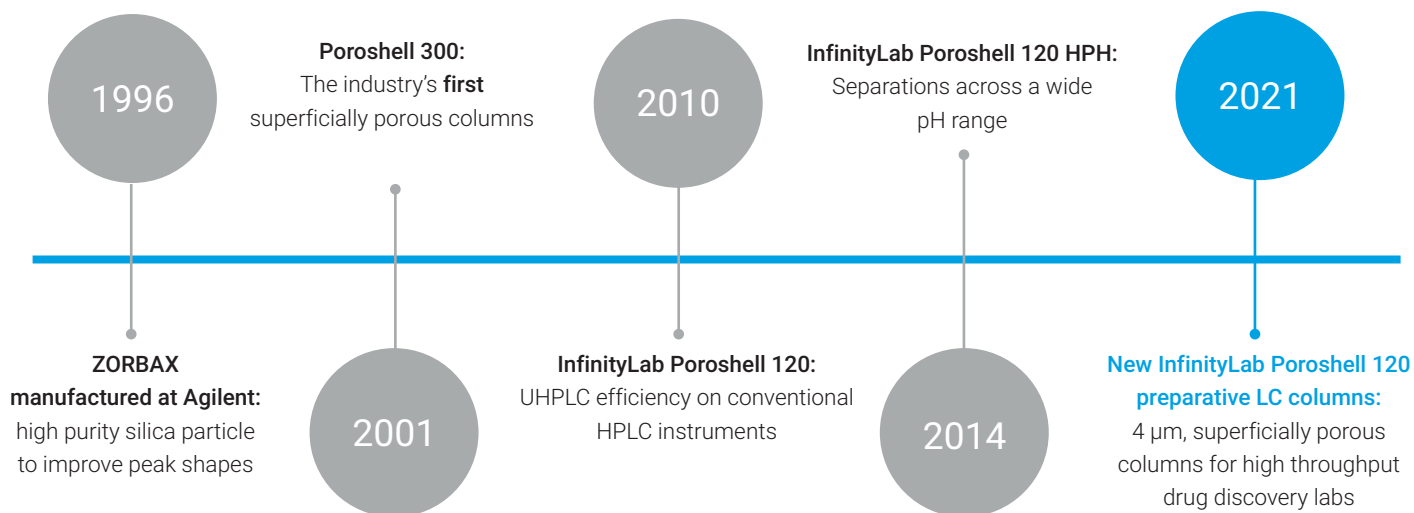 1996
ZORBAX
manufactured at Agilent:
high purity silica particle
to improve peak shapes
Poroshell 300:
The industry's first
superficially porous columns
2001
2010
InfinityLab Poroshell 120:
UHPLC efficiency on conventional
HPLC instruments
InfinityLab Poroshell 120 HPH:
Separations across a wide
pH range
2014
2021
New InfinityLab Poroshell 120
preparative LC columns:
4 µm, superficially porous
columns for high throughput
drug discovery labs